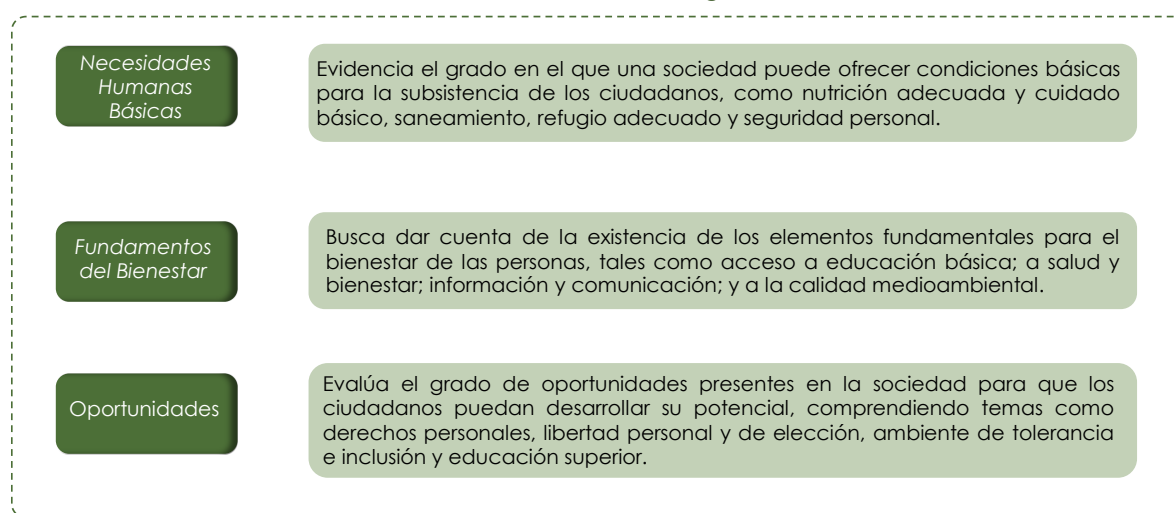 Necesidades
Humanas
Básicas
Evidencia el grado en el que una sociedad puede ofrecer condiciones básicas
para la subsistencia de los ciudadanos, como nutrición adecuada y cuidado
básico, saneamiento, refugio adecuado y seguridad personal.
Fundamentos
del Bienestar
Busca dar cuenta de la existencia de los elementos fundamentales para el
bienestar de las personas, tales como acceso a educación básica; a salud y
bienestar; información y comunicación; y a la calidad medioambiental.
Oportunidades
Evalúa el grado de oportunidades presentes en la sociedad para que los
ciudadanos puedan desarrollar su potencial, comprendiendo temas como
derechos personales, libertad personal y de elección, ambiente de tolerancia
e inclusión y educación superior.